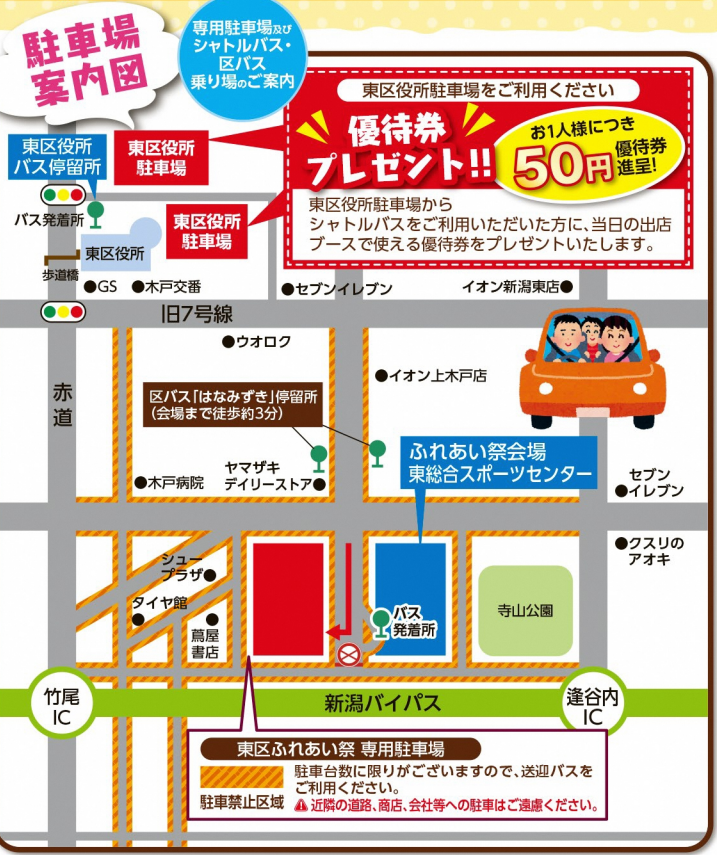 駐車場
案内図
専用駐車場及び
シャトルバス・
区バス
乗り場のご案内
東区役所駐車場をご利用ください
優待券
プレゼント!!
お1人様につき
50円優待券
進呈!
東区役所駐車場から
シャトルバスをご利用いただいた方に、当日の出店
ブースで使える優待券をプレゼントいたします。
東区役所
バス停留所
東区役所
駐車場
バス発着所
東区役所
駐車場
東区役所
歩道橋
●GS
●木戸交番
●セブンイレブン
イオン新潟東店●
旧7号線
●ウオロク
赤道
●イオン上木戸店
区バス「はなみずき」停留所
(会場まで徒歩約3分)
ふれあい祭会場
東総合スポーツセンター
●木戸病院
ヤマザキ
デイリーストア●
セブン
●イレブン
●クスリの
アオキ
シュー
プラザ●
タイヤ館
●
●
蔦屋
書店
バス
発着所
寺山公園
竹尾
IC
新潟バイパス
逢谷内
IC
東区ふれあい祭 専用駐車場
駐車禁止区域
駐車台数に限りがございますので、送迎バスを
ご利用ください。
⚠近隣の道路、商店、会社等への駐車はご遠慮ください。